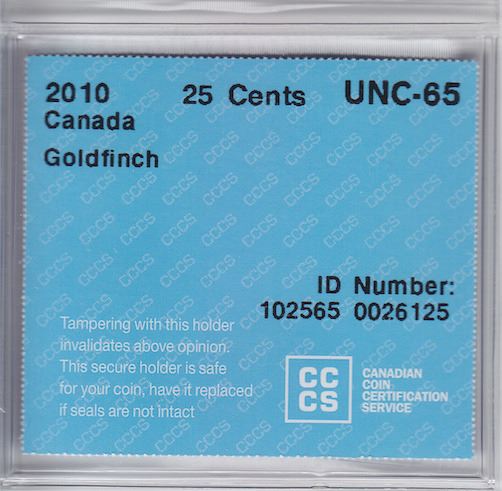 2010 25 Cents UNC-65
Canada
Goldfinch
ID Number:
102565 0026125
Tampering with this holder
invalidates above opinion.
This secure holder is safe
for your coin, have it replaced
if seals are not intact
CC
CS
CANADIAN
COIN
CERTIFICATION
SERVICE